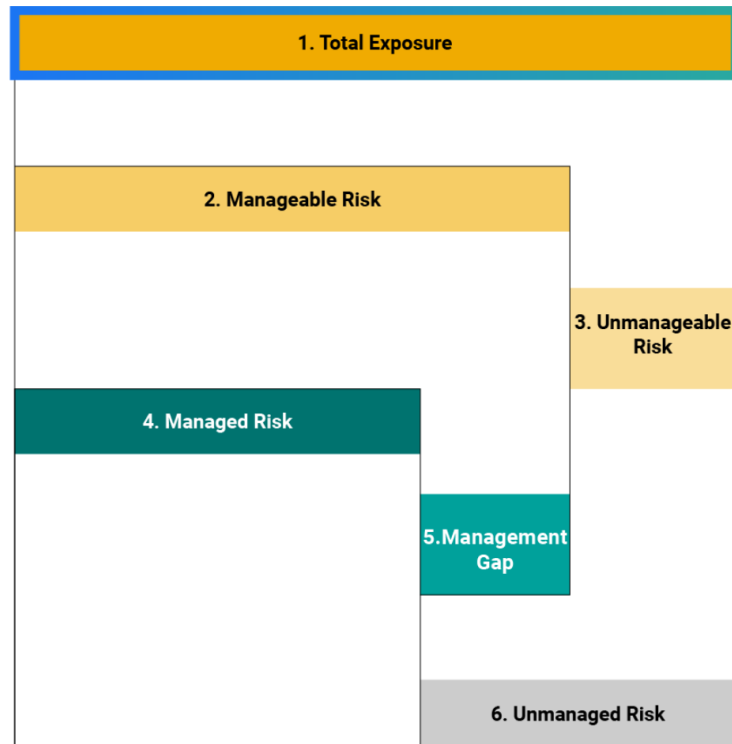 1. Total Exposure
2. Manageable Risk
3. Unmanageable
Risk
4. Managed Risk
5.Management
Gap
6. Unmanaged Risk